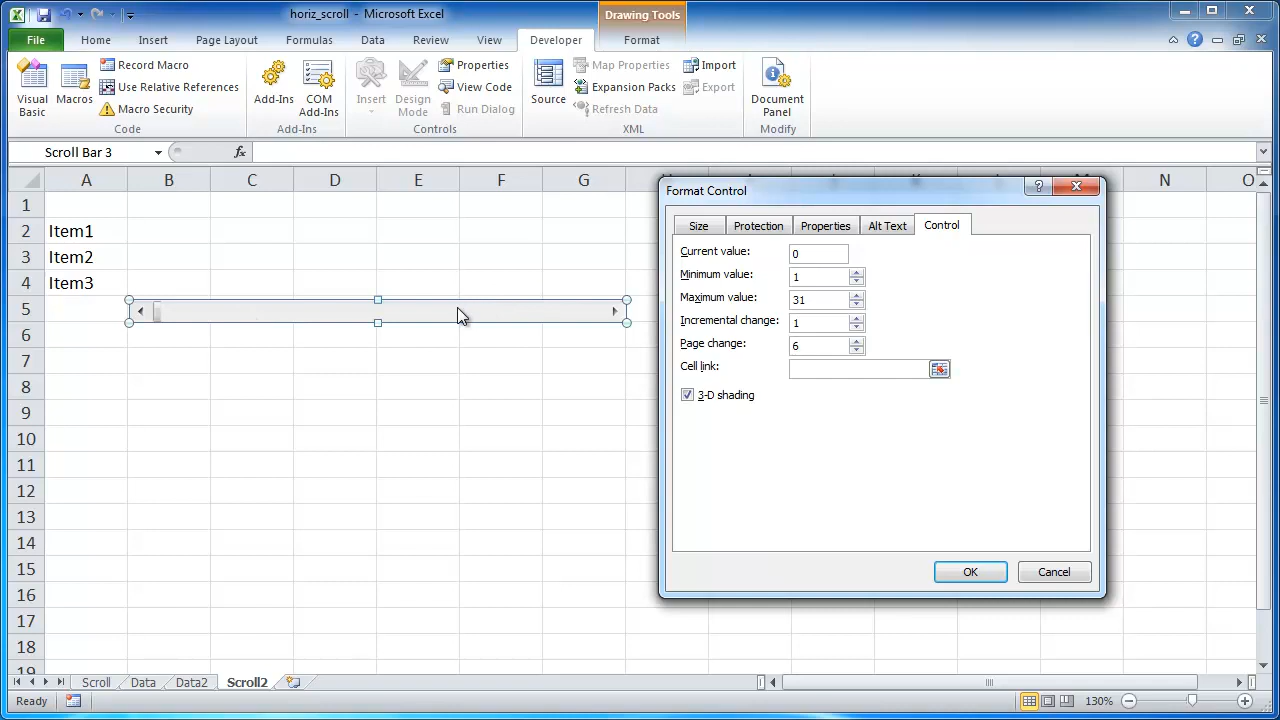 horiz_scroll - Microsoft Excel
Drawing Tools
File Home Insert Page Layout Formulas Data Review View Developer Format
Visual Basic
Macros
Record Macro
Use Relative References
Macro Security
Code
Add-Ins
COM Add-Ins
Add-Ins
Insert
Design Mode
Properties
View Code
Run Dialog
Controls
Source
Map Properties
Expansion Packs
Refresh Data
Import
Export
XML
Document Panel
Modify
Scroll Bar 3
fx
A B C D E F G N O
1
2 Item1
3 Item2
4 Item3
5
6
7
8
9
10
11
12
13
14
15
16
17
18
19
Format Control
Size Protection Properties Alt Text Control
Current value: 0
Minimum value: 1
Maximum value: 31
Incremental change: 1
Page change: 6
Cell link:
3-D shading
OK Cancel
Scroll Data Data2 Scroll2
Ready
130%